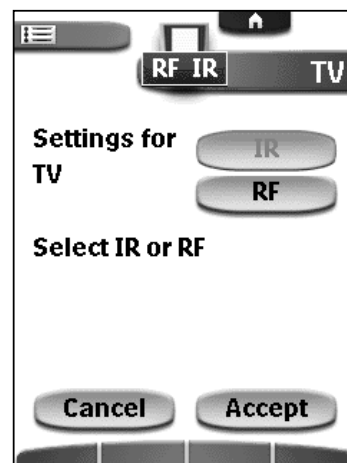 RF IR
TV
Settings for
TV
IR
RF
Select IR or RF
Cancel
Accept